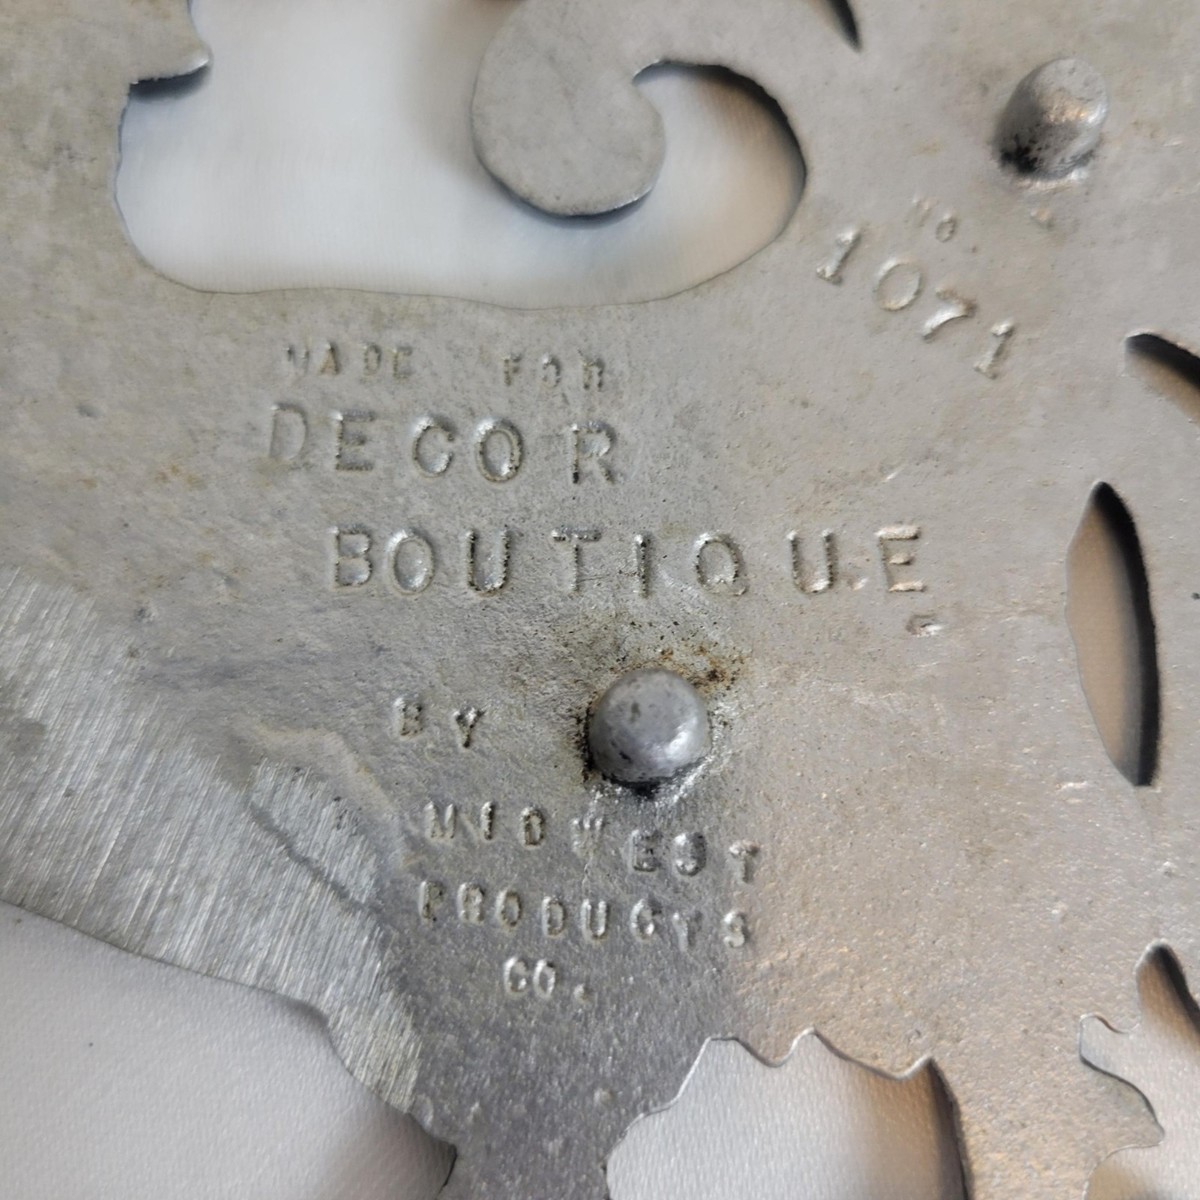 NO.
1071
MADE FOR
DECOR
BOUTIQUE
BY
MIDWEST
PRODUCTS
CO.